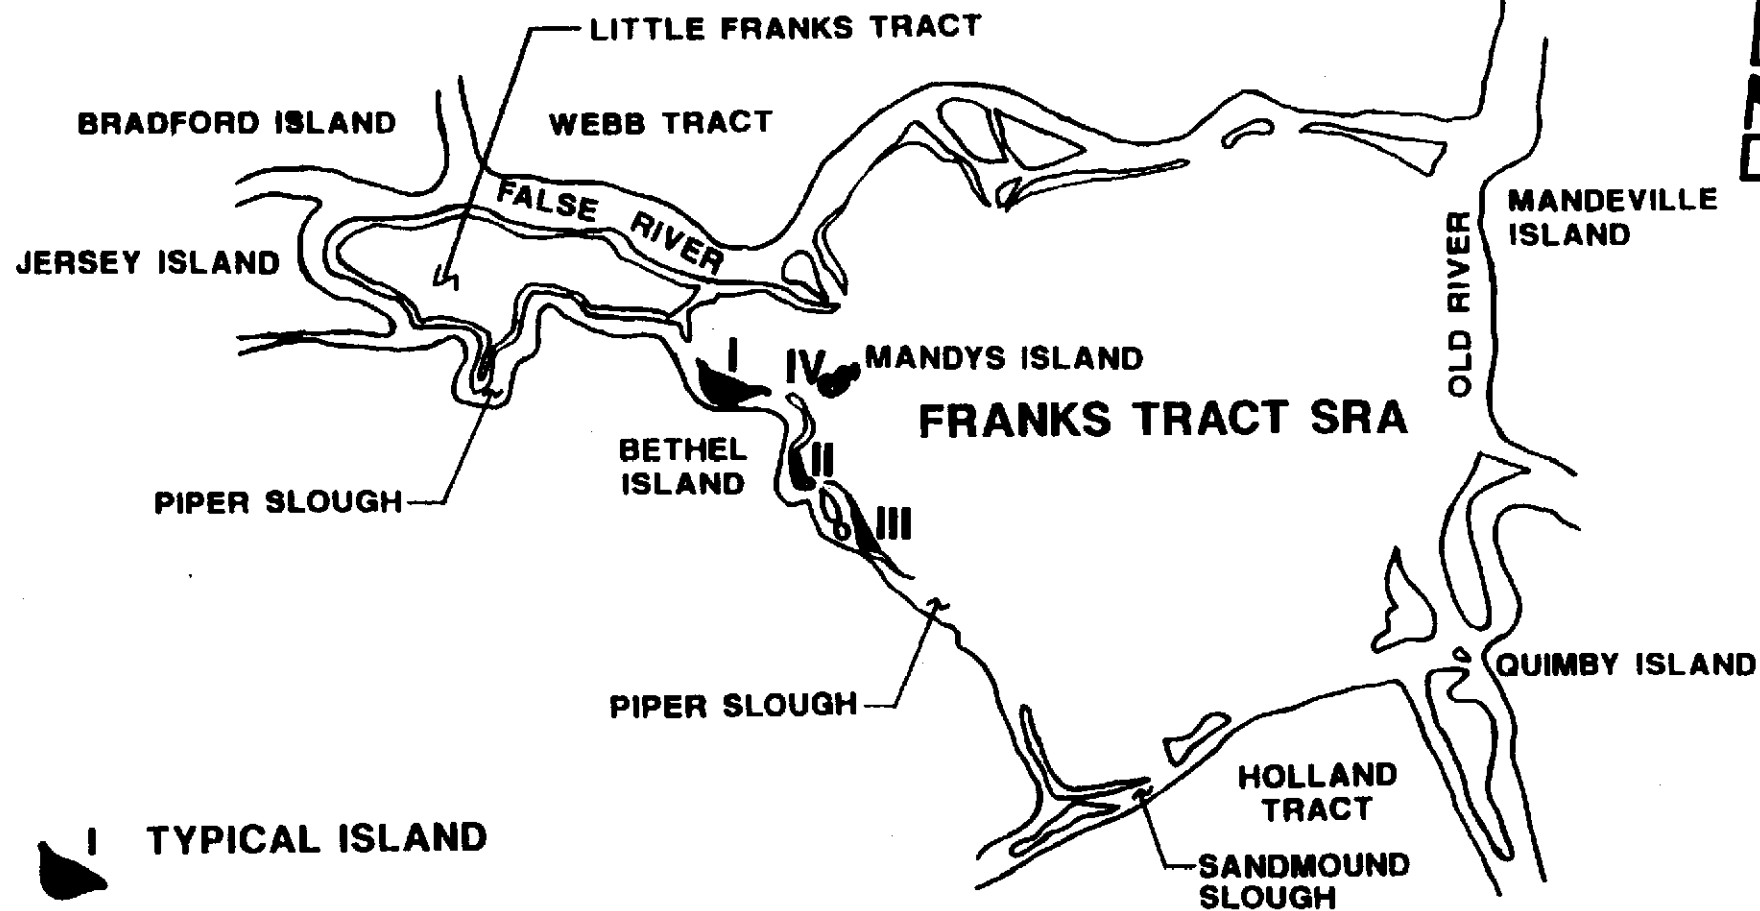 LITTLE FRANKS TRACT
BRADFORD ISLAND
WEBB TRACT
FALSE RIVER
MANDEVILLE
ISLAND
JERSEY ISLAND
OLD RIVER
I
IV
MANDYS ISLAND
FRANKS TRACT SRA
BETHEL
ISLAND
II
PIPER SLOUGH
III
QUIMBY ISLAND
PIPER SLOUGH
HOLLAND
TRACT
I TYPICAL ISLAND
SANDMOUND
SLOUGH